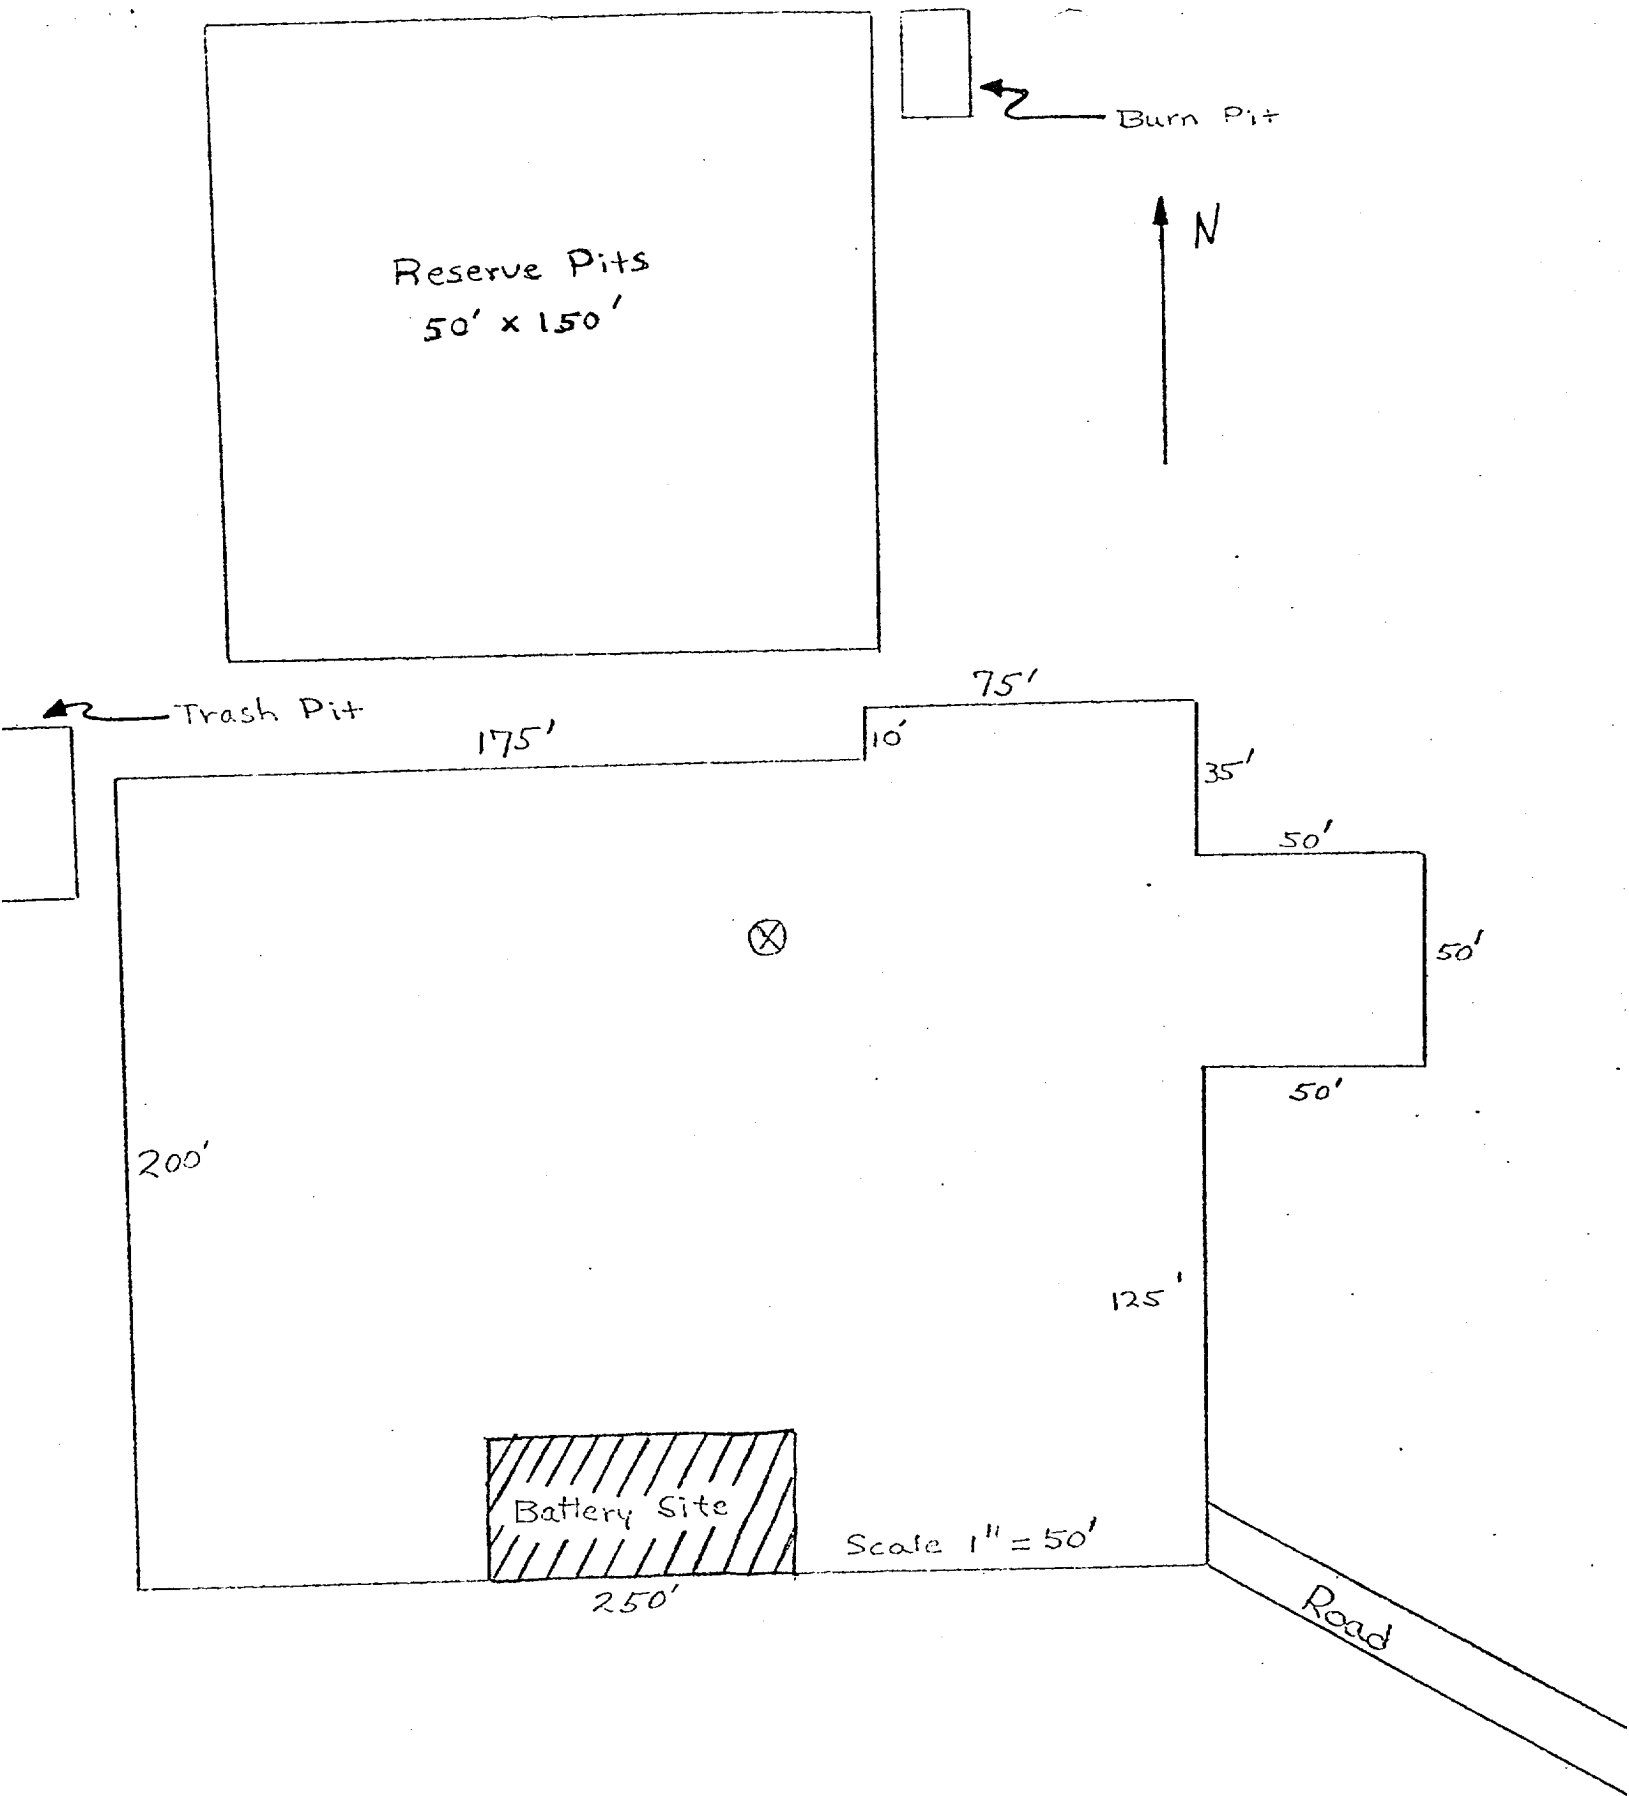 Burn Pit
N
Reserve Pits
50' x 150'
75'
Trash Pit
175'
10'
35'
50'
50'
50'
200'
125'
Battery Site
Scale 1" = 50'
250'
Road